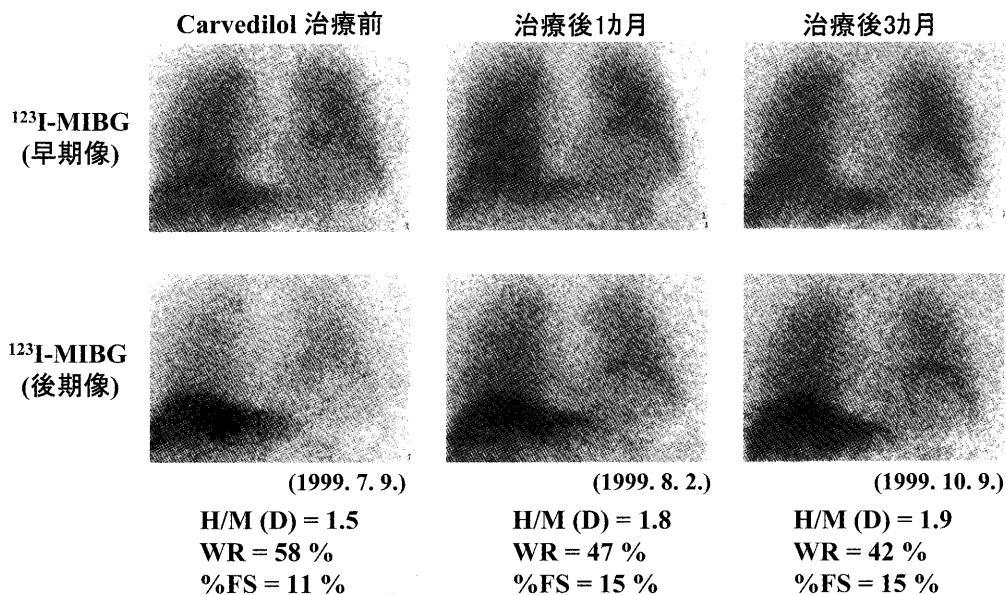 Carvedilol 治療前
治療後1カ月
治療後3カ月
¹²³I-MIBG
(早期像)
¹²³I-MIBG
(後期像)
(1999. 7. 9.)
(1999. 8. 2.)
(1999. 10. 9.)
H/M (D) = 1.5
WR = 58 %
%FS = 11 %
H/M (D) = 1.8
WR = 47 %
%FS = 15 %
H/M (D) = 1.9
WR = 42 %
%FS = 15 %